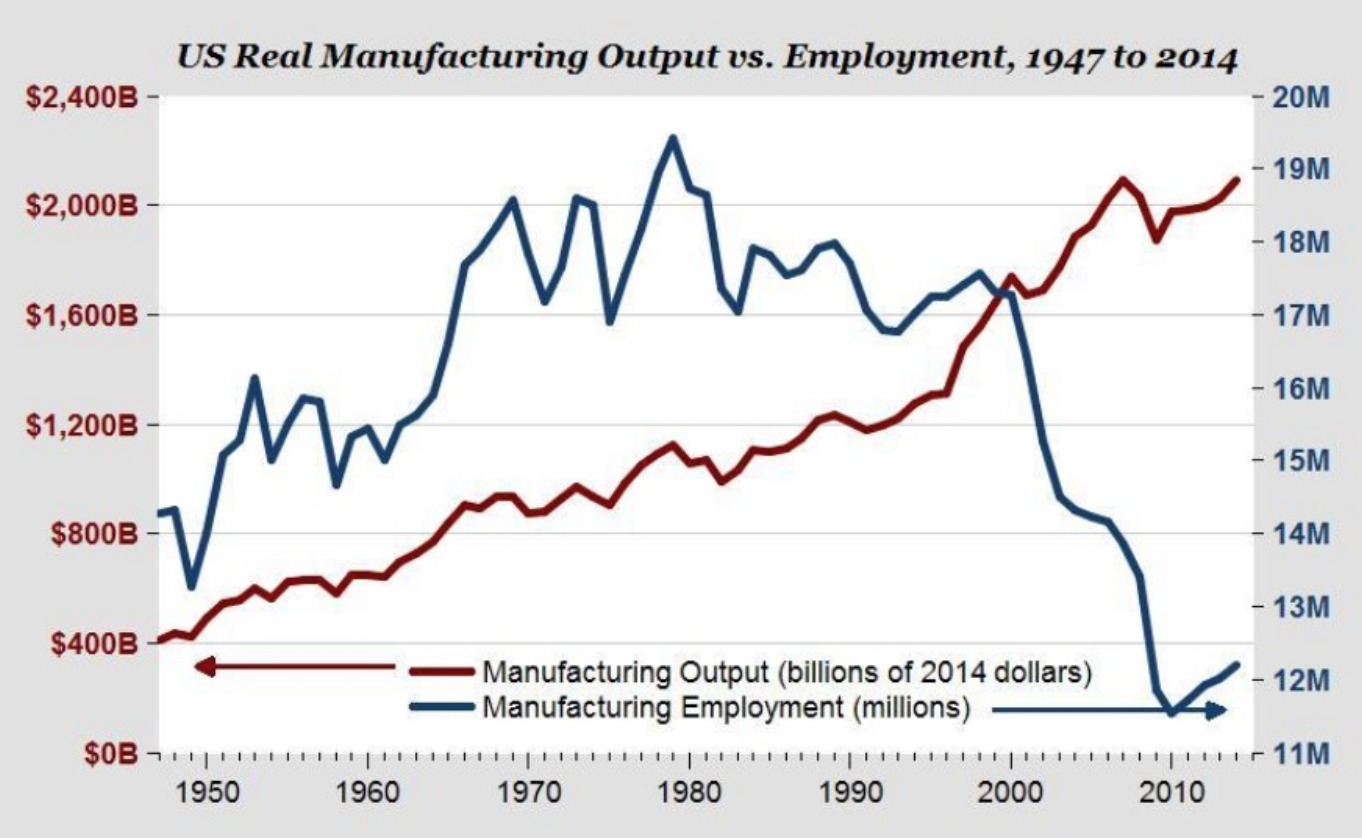 US Real Manufacturing Output vs. Employment, 1947 to 2014
$2,400B
$2,000B
$1,600B
$1,200B
$800B
$400B
$0B
20M
19M
18M
17M
16M
15M
14M
13M
12M
11M
Manufacturing Output (billions of 2014 dollars)
Manufacturing Employment (millions)
1950 1960 1970 1980 1990 2000 2010